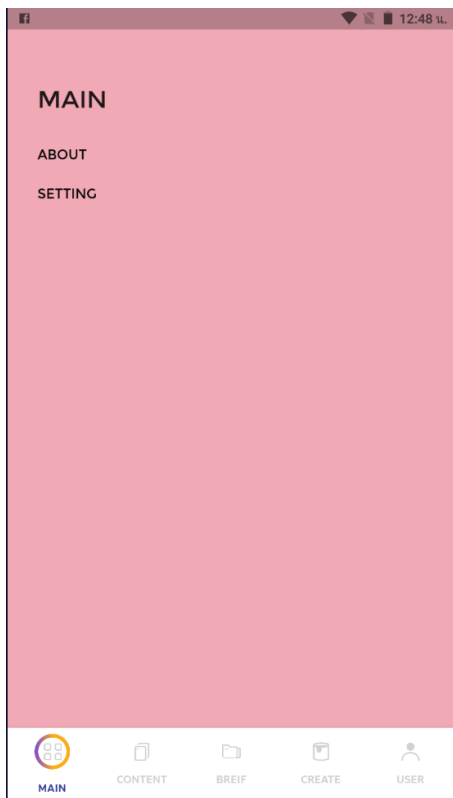 12:48 น.
MAIN
ABOUT
SETTING
MAIN CONTENT BREIF CREATE USER